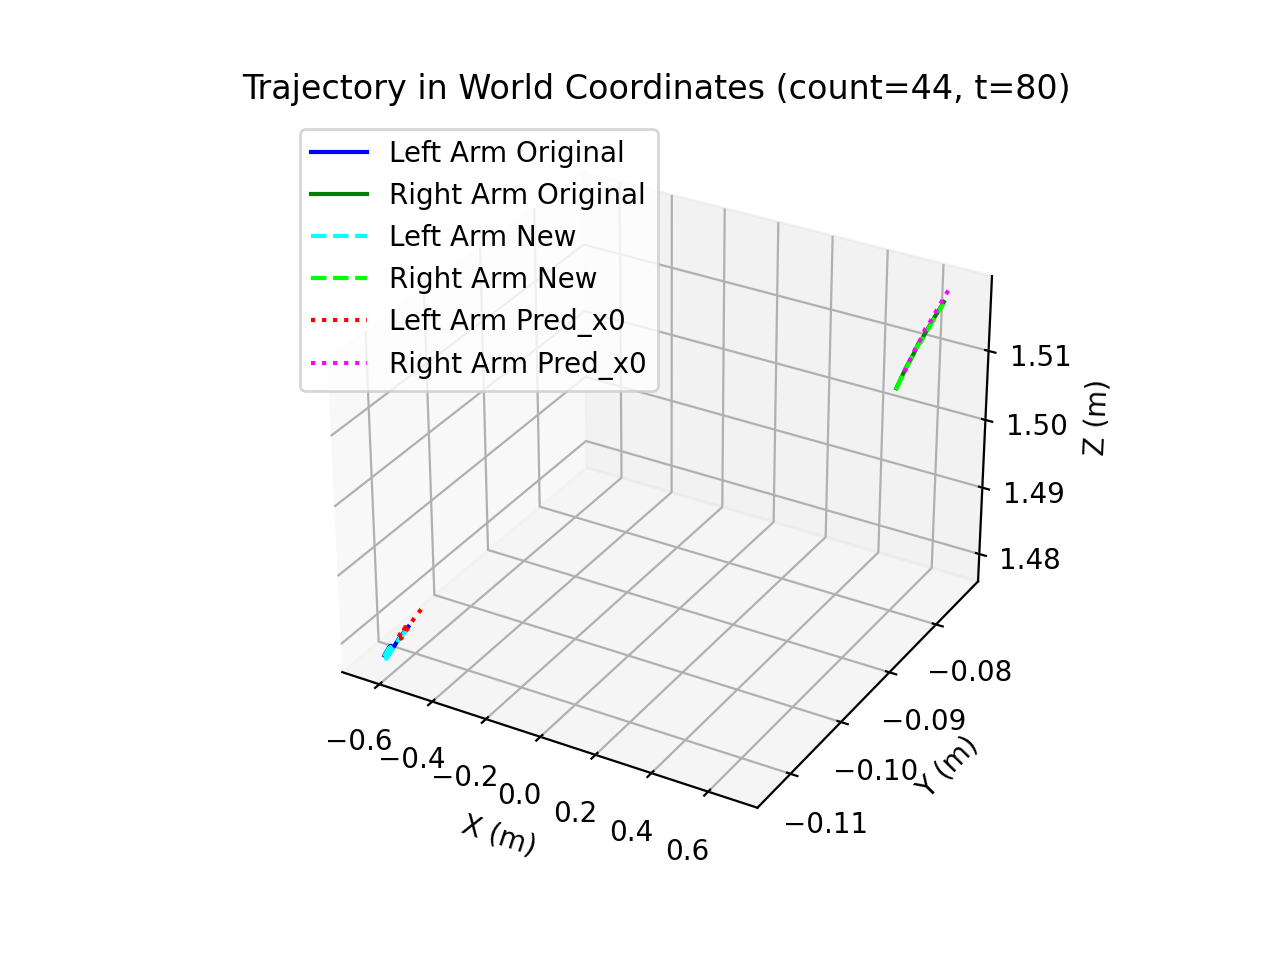 Trajectory in World Coordinates (count=44, t=80)
Left Arm Original
Right Arm Original
Left Arm New
Right Arm New
Left Arm Pred_x0
Right Arm Pred_x0
1.51
1.50
1.49
1.48
Z (m)
−0.08
−0.09
−0.10
−0.11
Y (m)
−0.6
−0.4
−0.2
0.0
0.2
0.4
0.6
X (m)